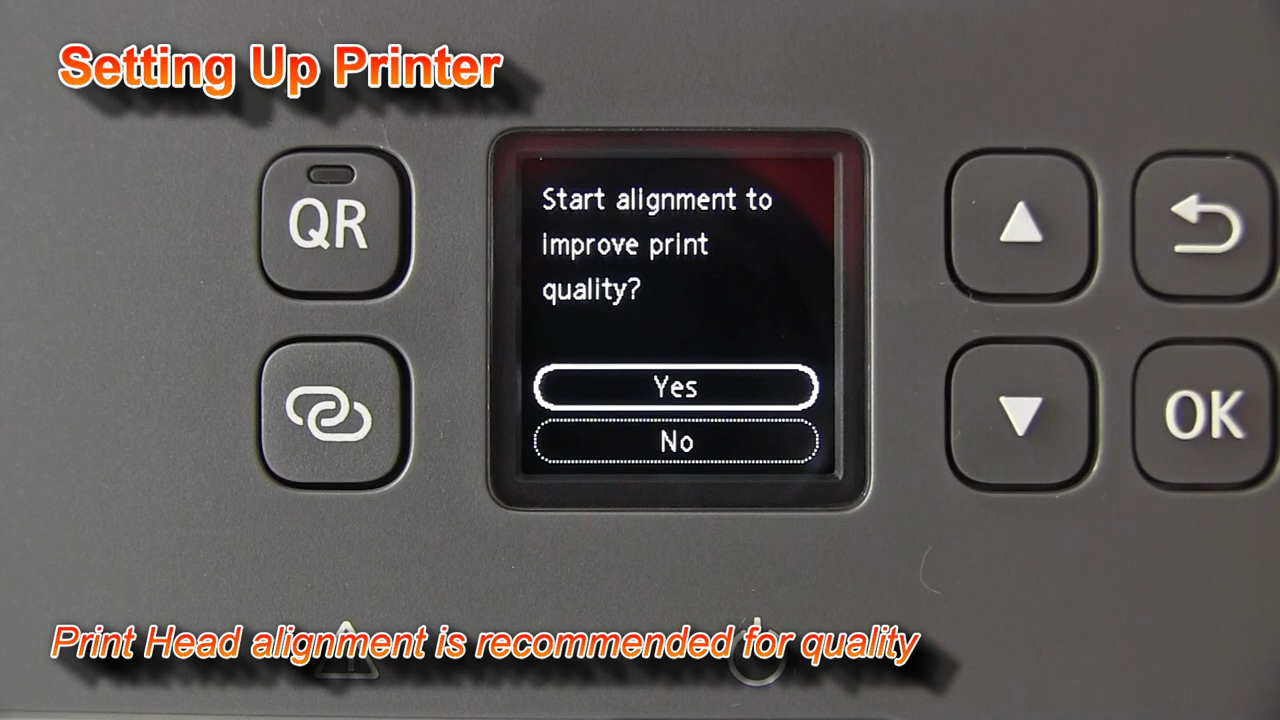 Setting Up Printer
QR
Start alignment to
improve print
quality?
Yes
No
OK
Print Head alignment is recommended for quality